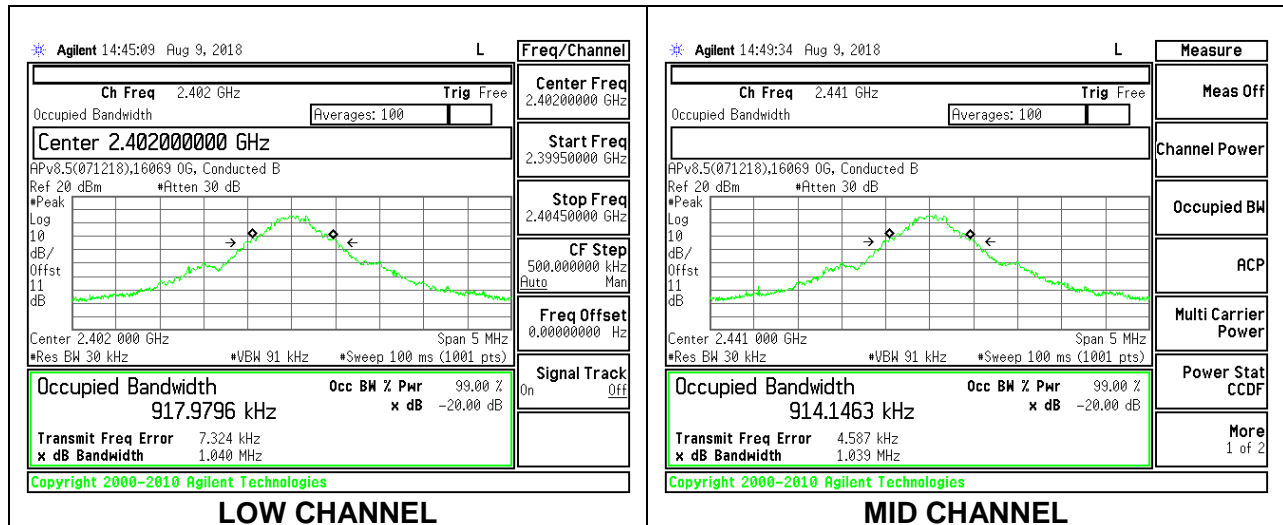 Agilent 14:45:09 Aug 9, 2018 L
Freq/Channel
Ch Freq 2.402 GHz Trig Free
Occupied Bandwidth Averages: 100
Center 2.402000000 GHz
APv8.5(071218),16069 OG, Conducted B
Ref 20 dBm #Atten 30 dB
#Peak
Log
10
dB/
Offst
11
dB
Center 2.402 000 GHz Span 5 MHz
#Res BW 30 kHz #VBW 91 kHz #Sweep 100 ms (1001 pts)
Occupied Bandwidth Occ BW % Pwr 99.00 %
917.9796 kHz x dB -20.00 dB
Transmit Freq Error 7.324 kHz
x dB Bandwidth 1.040 MHz
Copyright 2000-2010 Agilent Technologies
Center Freq
2.40200000 GHz
Start Freq
2.39950000 GHz
Stop Freq
2.40450000 GHz
CF Step
500.000000 kHz
Auto Man
Freq Offset
0.00000000 Hz
Signal Track
On Off
LOW CHANNEL
Agilent 14:49:34 Aug 9, 2018 L
Measure
Ch Freq 2.441 GHz Trig Free
Occupied Bandwidth Averages: 100
APv8.5(071218),16069 OG, Conducted B
Ref 20 dBm #Atten 30 dB
#Peak
Log
10
dB/
Offst
11
dB
Center 2.441 000 GHz Span 5 MHz
#Res BW 30 kHz #VBW 91 kHz #Sweep 100 ms (1001 pts)
Occupied Bandwidth Occ BW % Pwr 99.00 %
914.1463 kHz x dB -20.00 dB
Transmit Freq Error 4.587 kHz
x dB Bandwidth 1.039 MHz
Copyright 2000-2010 Agilent Technologies
Meas Off
Channel Power
Occupied BW
ACP
Multi Carrier
Power
Power Stat
CCDF
More
1 of 2
MID CHANNEL